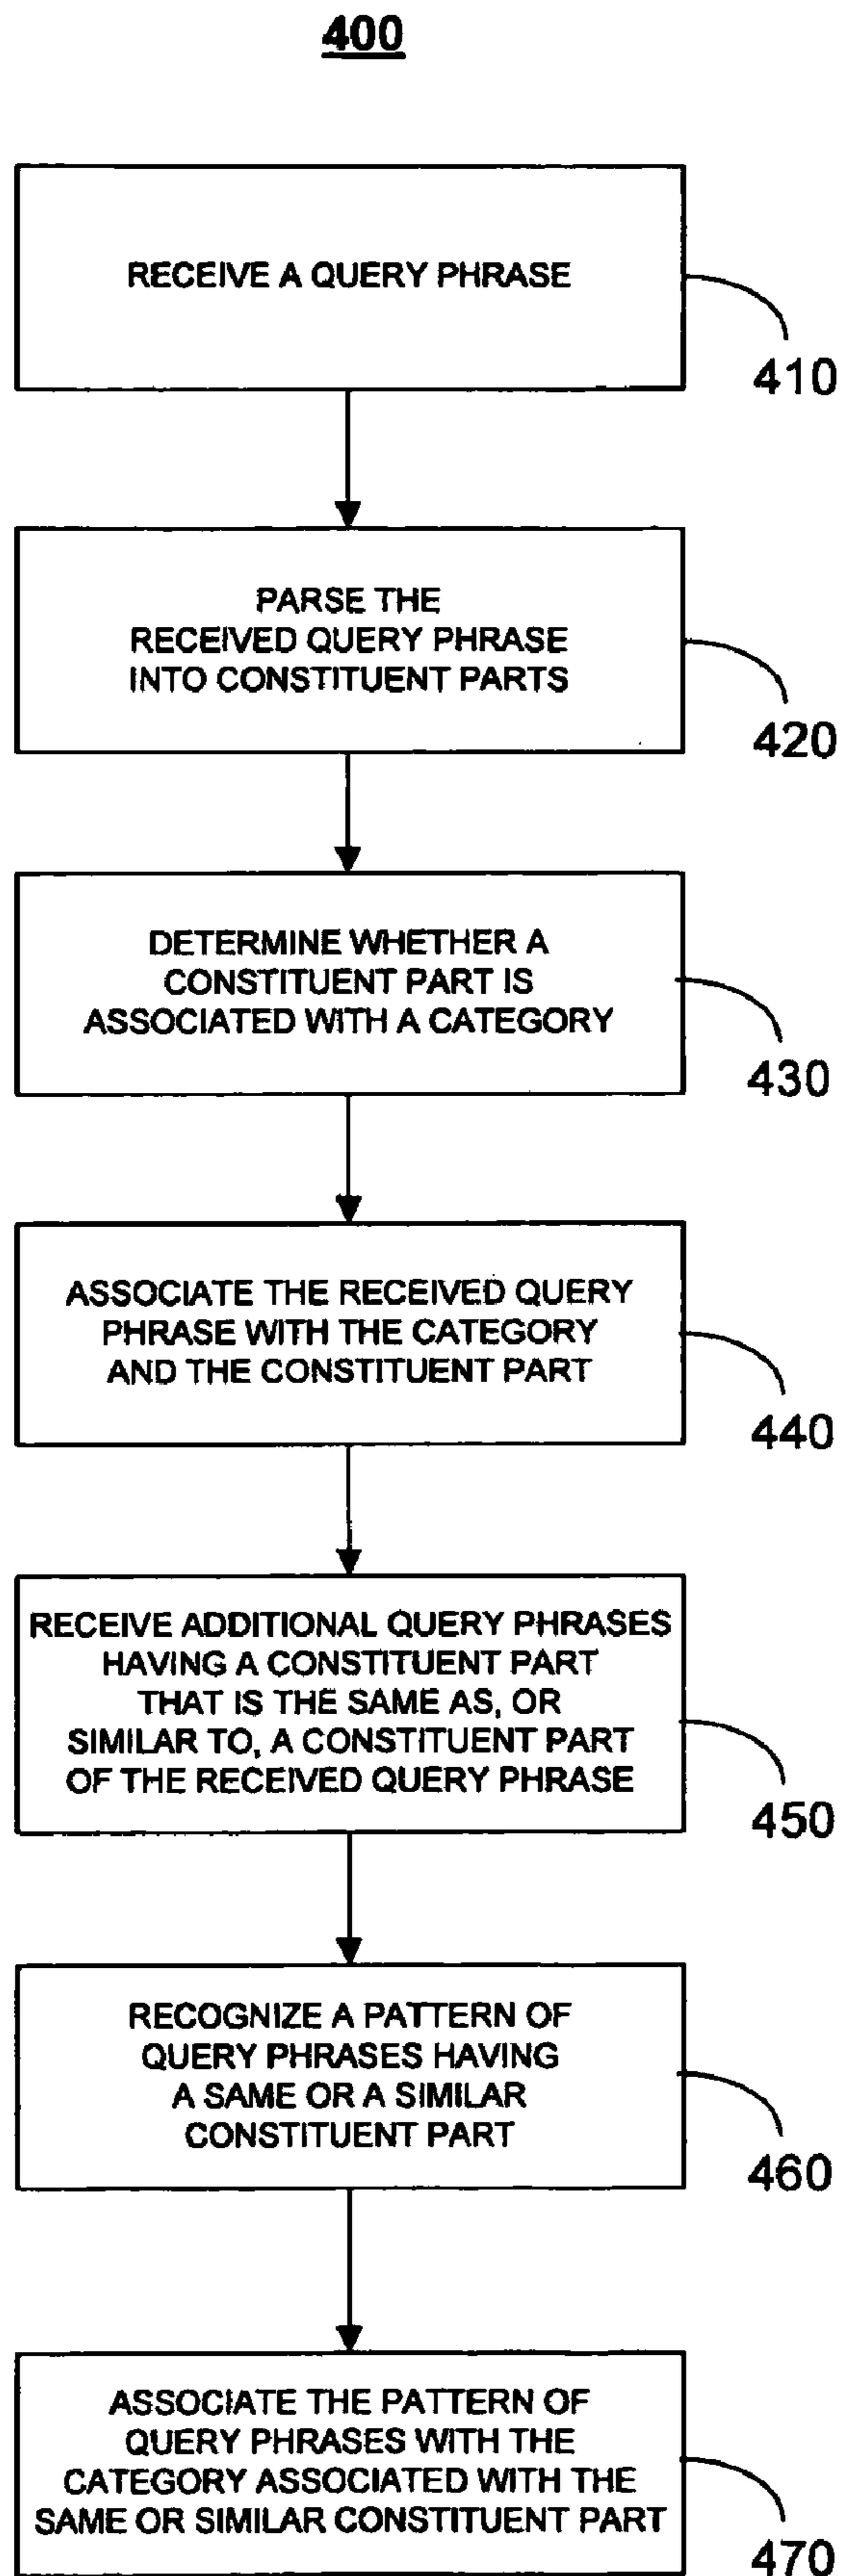 400
RECEIVE A QUERY PHRASE
410
PARSE THE
RECEIVED QUERY PHRASE
INTO CONSTITUENT PARTS
420
DETERMINE WHETHER A
CONSTITUENT PART IS
ASSOCIATED WITH A CATEGORY
430
ASSOCIATE THE RECEIVED QUERY
PHRASE WITH THE CATEGORY
AND THE CONSTITUENT PART
440
RECEIVE ADDITIONAL QUERY PHRASES
HAVING A CONSTITUENT PART
THAT IS THE SAME AS, OR
SIMILAR TO, A CONSTITUENT PART
OF THE RECEIVED QUERY PHRASE
450
RECOGNIZE A PATTERN OF
QUERY PHRASES HAVING
A SAME OR A SIMILAR
CONSTITUENT PART
460
ASSOCIATE THE PATTERN OF
QUERY PHRASES WITH THE
CATEGORY ASSOCIATED WITH THE
SAME OR SIMILAR CONSTITUENT PART
470